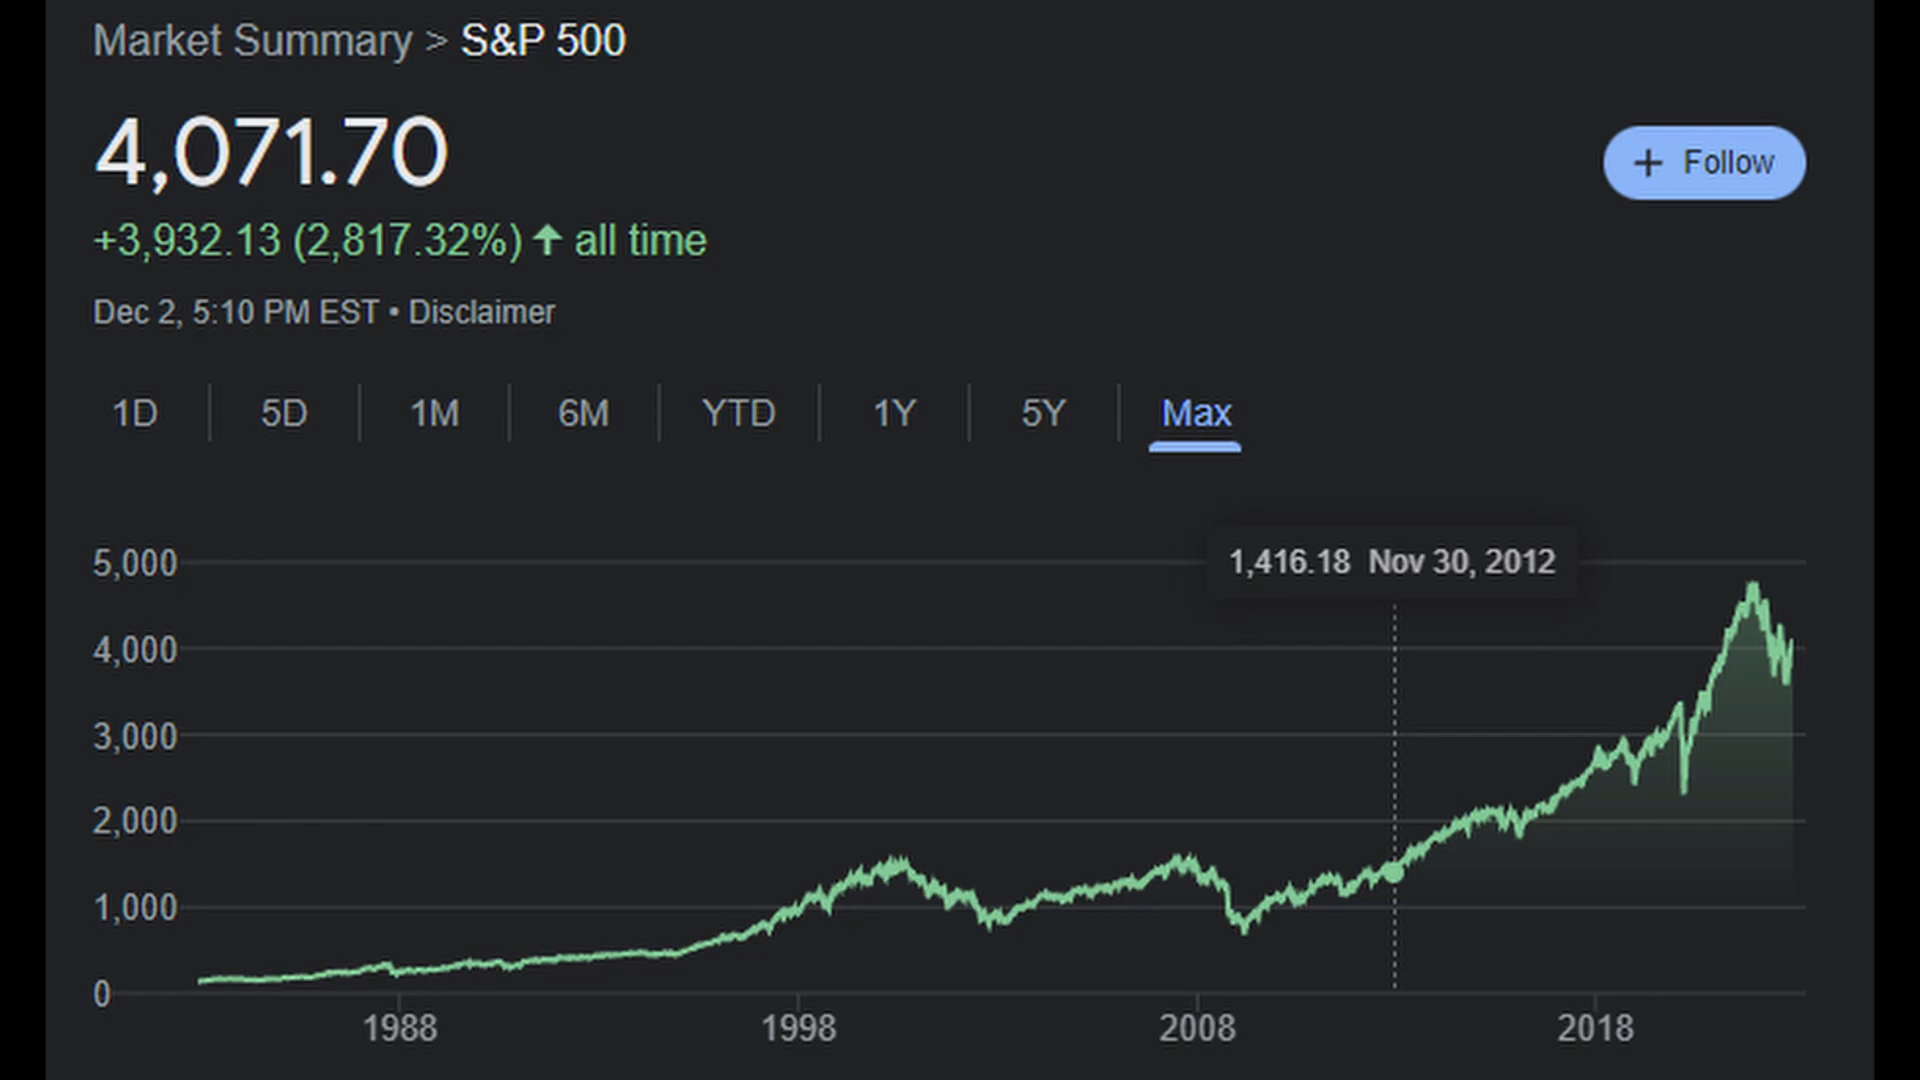 Market Summary > S&P 500
4,071.70
+ Follow
+3,932.13 (2,817.32%) ↑ all time
Dec 2, 5:10 PM EST • Disclaimer
1D 5D 1M 6M YTD 1Y 5Y Max
1,416.18 Nov 30, 2012
5,000
4,000
3,000
2,000
1,000
0
1988 1998 2008 2018